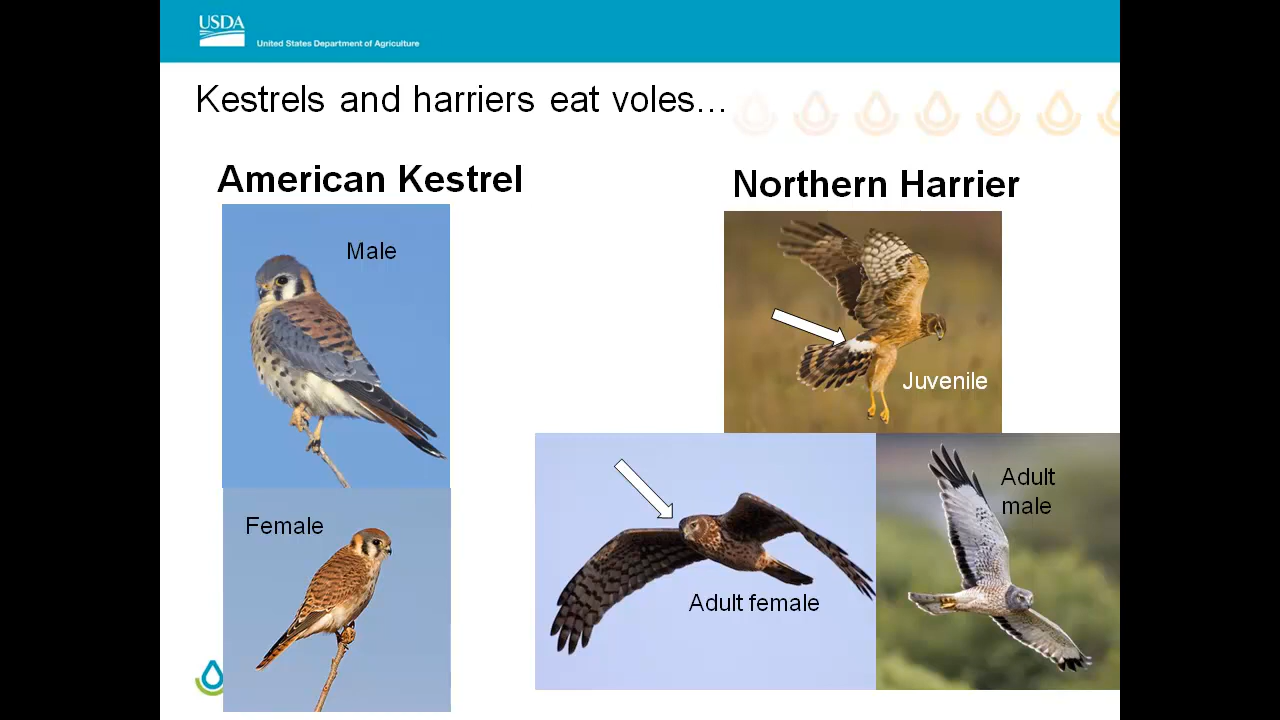 USDA
United States Department of Agriculture
Kestrels and harriers eat voles...
American Kestrel
Male
Female
Northern Harrier
Juvenile
Adult female
Adult
male